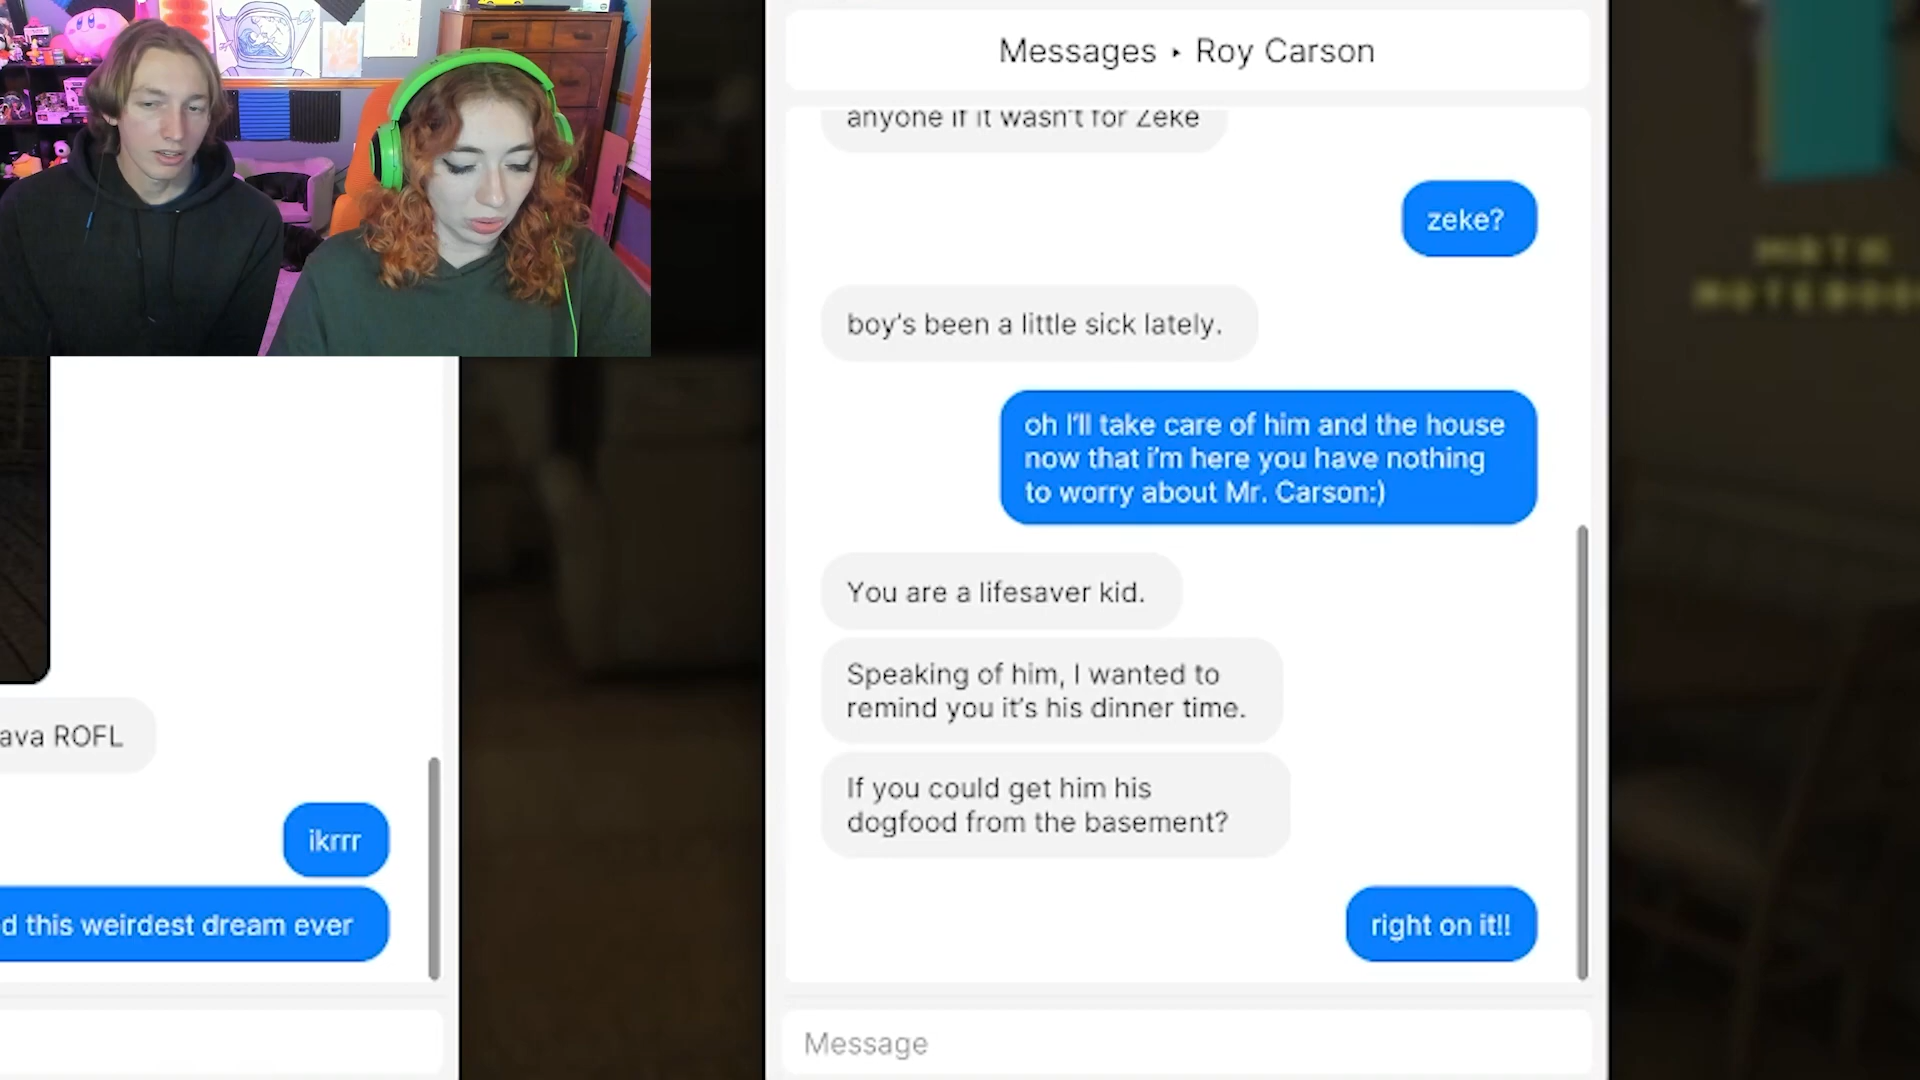 Messages ▸ Roy Carson
anyone if it wasn't for Zeke
zeke?
boy's been a little sick lately.
oh I'll take care of him and the house
now that i'm here you have nothing
to worry about Mr. Carson:)
You are a lifesaver kid.
Speaking of him, I wanted to
remind you it's his dinner time.
If you could get him his
dogfood from the basement?
right on it!!
Message
ava ROFL
ikrrr
d this weirdest dream ever
MATH